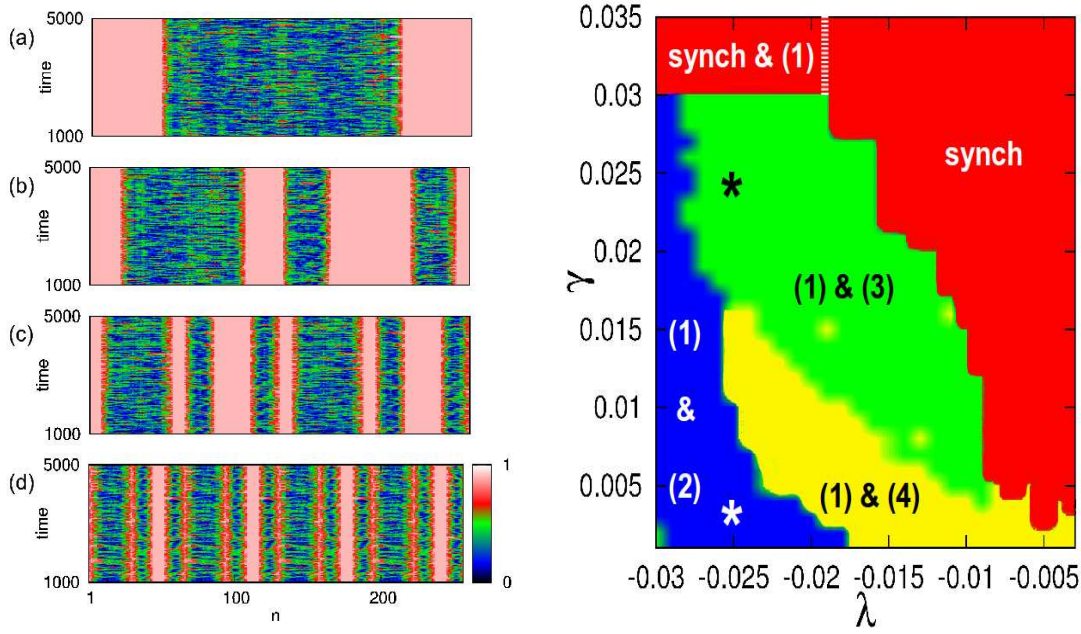 (a)
time
5000
1000
(b)
time
5000
1000
(c)
time
5000
1000
(d)
time
5000
1000
1
0
1 100 200
n
γ
0.035
0.03
0.025
0.02
0.015
0.01
0.005
synch & (1)
synch
*
(1) & (3)
(1)
&
(2)
*
(1) & (4)
-0.03 -0.025 -0.02 -0.015 -0.01 -0.005
λ